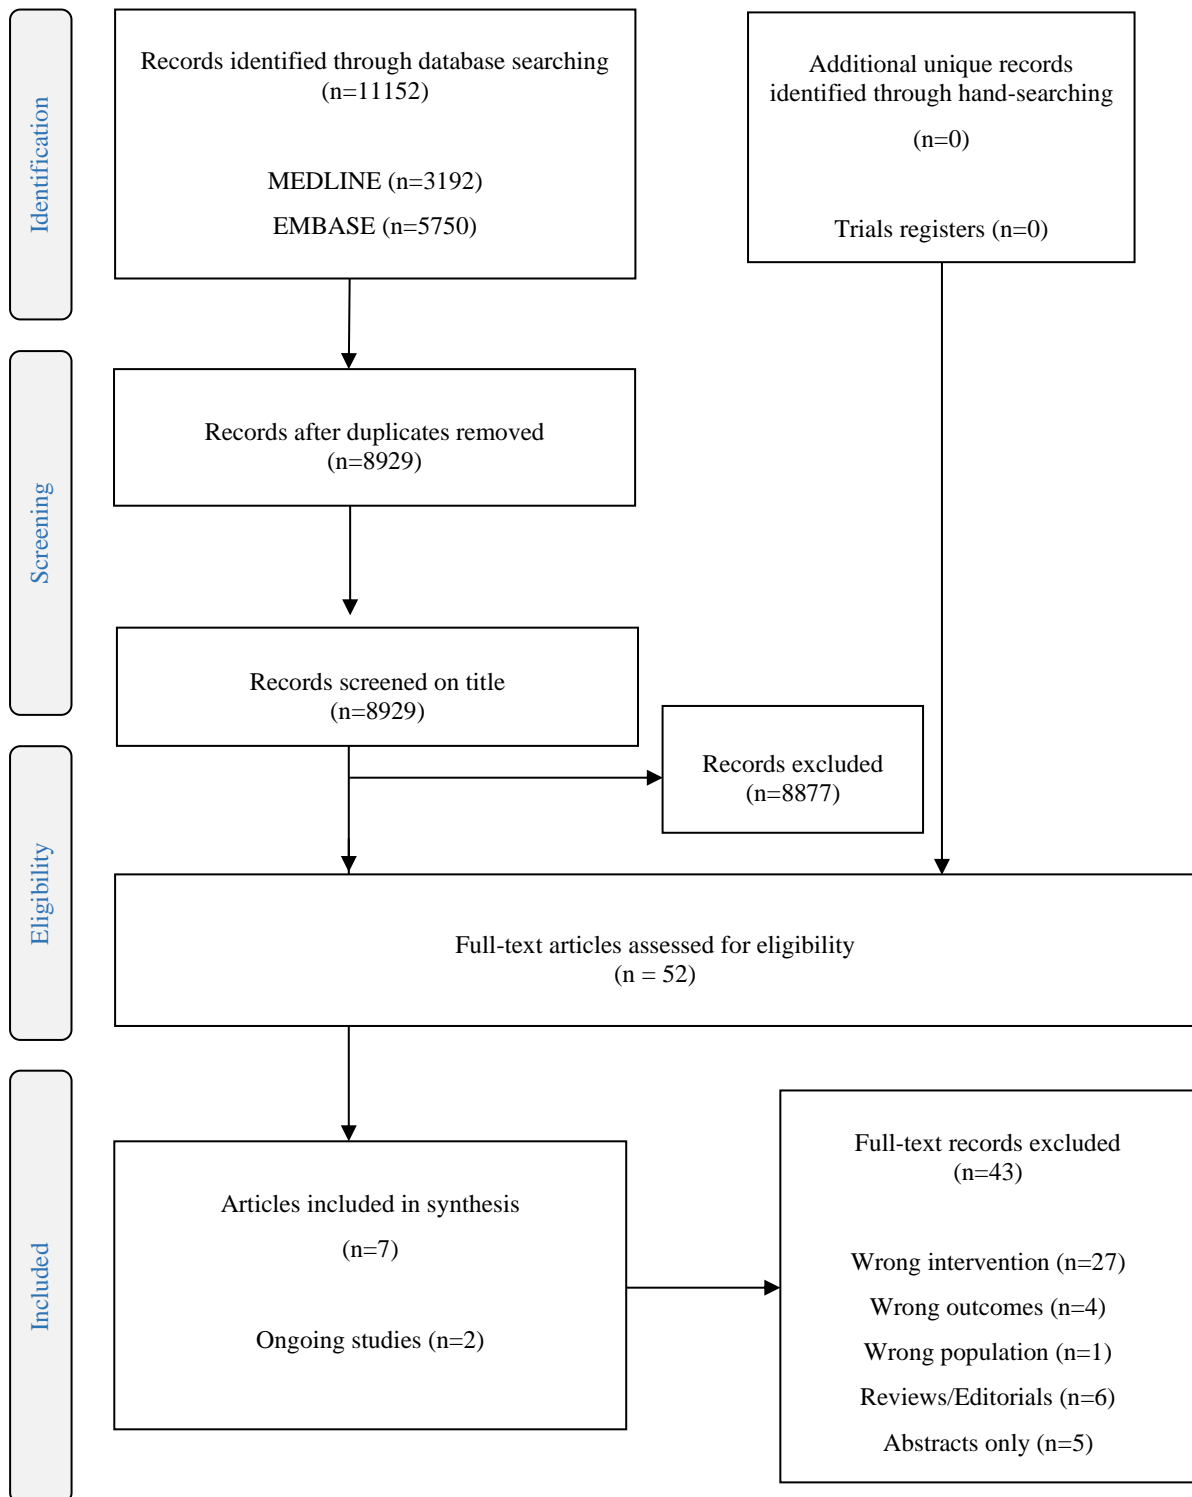 Identification
Records identified through database searching
(n=11152)
MEDLINE (n=3192)
EMBASE (n=5750)
Additional unique records
identified through hand-searching
(n=0)
Trials registers (n=0)
Screening
Records after duplicates removed
(n=8929)
Records screened on title
(n=8929)
Records excluded
(n=8877)
Eligibility
Full-text articles assessed for eligibility
(n = 52)
Included
Articles included in synthesis
(n=7)
Ongoing studies (n=2)
Full-text records excluded
(n=43)
Wrong intervention (n=27)
Wrong outcomes (n=4)
Wrong population (n=1)
Reviews/Editorials (n=6)
Abstracts only (n=5)